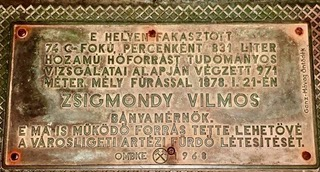 E HELYEN FAKASZTOTT
74 C-FOKÚ, PERCENKÉNT 831 LITER
HOZAMÚ HŐFORRÁST TUDOMÁNYOS
VIZSGÁLATAI ALAPJÁN VÉGZETT 971
MÉTER MÉLY FÚRÁSSAL 1878. I. 21-ÉN
ZSIGMONDY VILMOS
BÁNYAMÉRNÖK.
E MA IS MŰKÖDŐ FORRÁS TETTE LEHETŐVÉ
A VÁROSLIGETI ARTÉZI FÜRDŐ LÉTESÍTÉSÉT.
OMBKE 1968